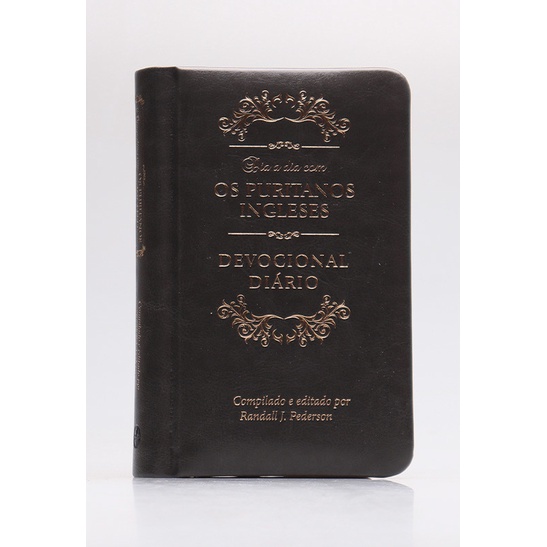 Dia a dia com
OS PURITANOS
INGLESES
DEVOCIONAL
DIÁRIO
Compilado e editado por
Randall J. Pederson